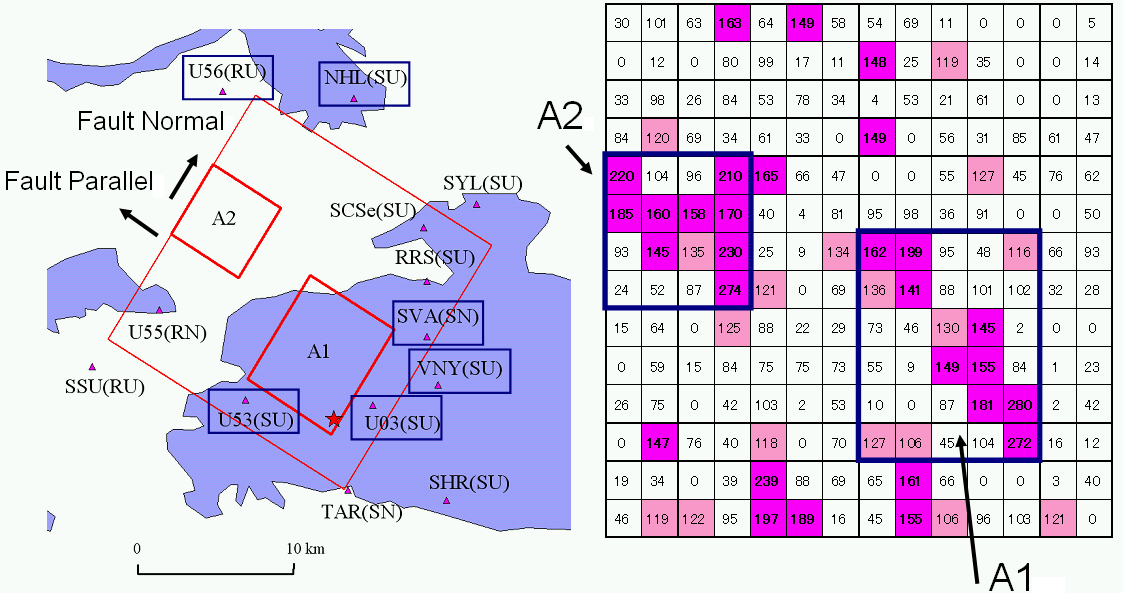 U56(RU)
NHL(SU)
Fault Normal
Fault Parallel
A2
SYL(SU)
SCSe(SU)
RRS(SU)
U55(RN)
SVA(SN)
A1
VNY(SU)
SSU(RU)
U53(SU)
U03(SU)
SHR(SU)
TAR(SN)
0 10 km
A2
30 101 63 163 64 149 58 54 69 11 0 0 0 5
0 12 0 80 99 17 11 148 25 119 35 0 0 14
33 98 26 84 53 78 34 4 53 21 61 0 0 13
84 120 69 34 61 33 0 149 0 56 31 85 61 47
220 104 96 210 165 66 47 0 0 55 127 45 76 62
185 160 158 170 40 4 81 95 98 36 91 0 0 50
93 145 135 230 25 9 134 162 199 95 48 116 66 93
24 52 87 274 121 0 69 136 141 88 101 102 32 28
15 64 0 125 88 22 29 73 46 130 145 2 0 0
0 59 15 84 75 75 73 55 9 149 155 84 1 23
26 75 0 42 103 2 53 10 0 87 181 280 2 42
0 147 76 40 118 0 70 127 106 45 104 272 16 12
19 34 0 39 239 88 69 65 161 66 0 0 3 40
46 119 122 95 197 189 16 45 155 106 96 103 121 0
A1